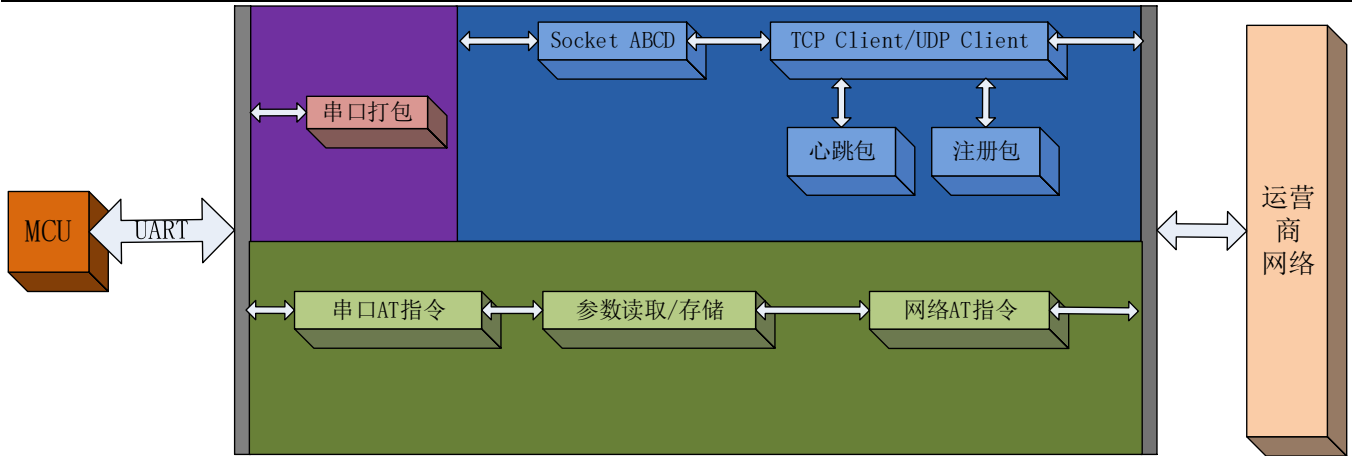 Socket ABCD
TCP Client/UDP Client
串口打包
心跳包
注册包
MCU
UART
运营
商
网络
串口AT指令
参数读取/存储
网络AT指令